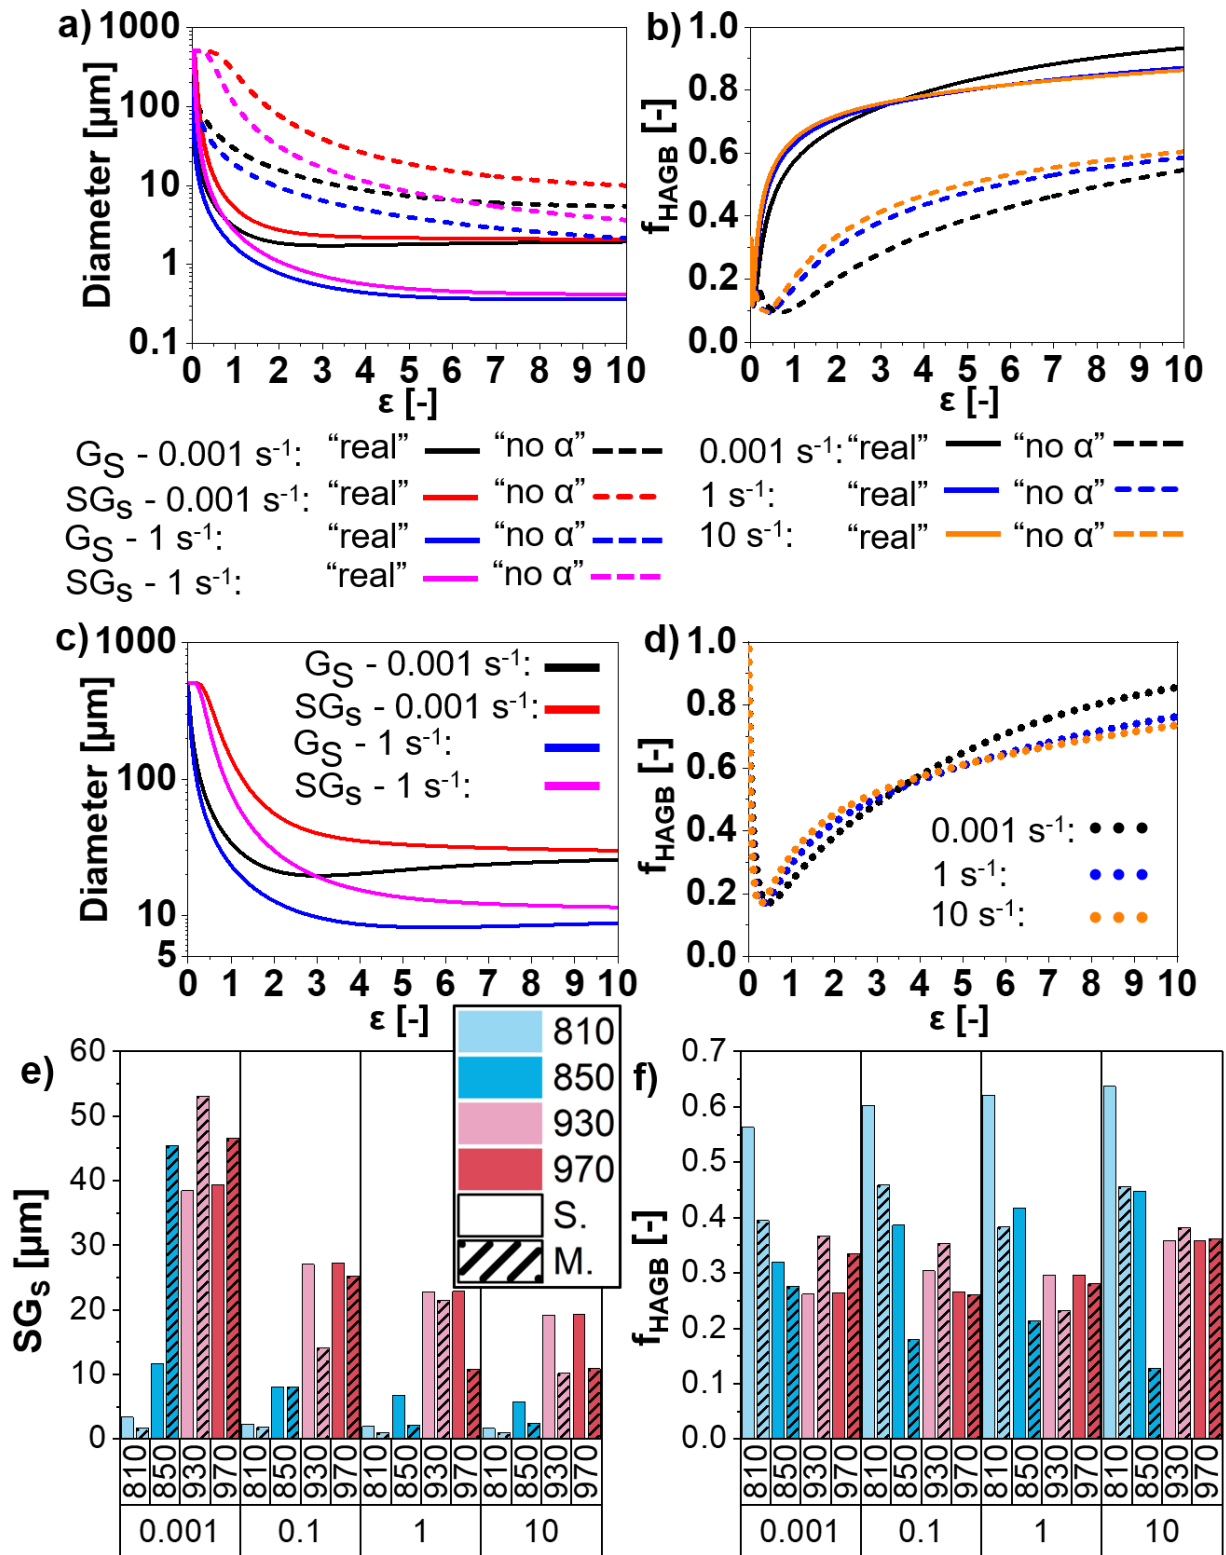 a)
1000
100
10
1
0.1
Diameter [µm]
0 1 2 3 4 5 6 7 8 9 10
ε [-]
b)
1.0
0.8
0.6
0.4
0.2
0.0
fHAGB [-]
0 1 2 3 4 5 6 7 8 9 10
ε [-]
GS - 0.001 s-1: “real” “no α”
SGs - 0.001 s-1: “real” “no α”
GS - 1 s-1: “real” “no α”
SGs - 1 s-1: “real” “no α”
0.001 s-1: “real” “no α”
1 s-1: “real” “no α”
10 s-1: “real” “no α”
c)
1000
100
10
5
Diameter [µm]
GS - 0.001 s-1:
SGs - 0.001 s-1:
GS - 1 s-1:
SGs - 1 s-1:
0 1 2 3 4 5 6 7 8 9 10
ε [-]
d)
1.0
0.8
0.6
0.4
0.2
0.0
fHAGB [-]
0.001 s-1:
1 s-1:
10 s-1:
0 1 2 3 4 5 6 7 8 9 10
ε [-]
e)
60
50
40
30
20
10
0
SGs [µm]
810
850
930
970
S.
M.
810 850 930 970 810 850 930 970 810 850 930 970 810 850 930 970
0.001 0.1 1 10
f)
0.7
0.6
0.5
0.4
0.3
0.2
0.1
0.0
fHAGB [-]
810 850 930 970 810 850 930 970 810 850 930 970 810 850 930 970
0.001 0.1 1 10